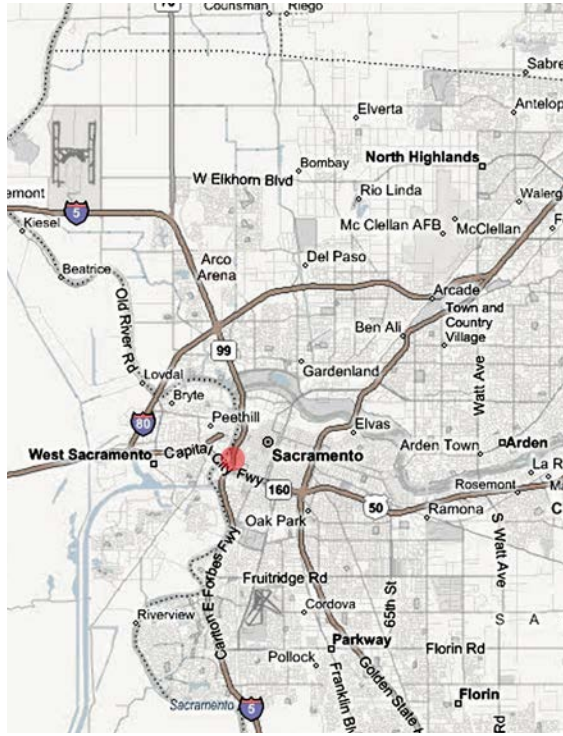 70
Counsman
Riego
Sabre
Elverta
Antelop
Bombay
North Highlands
W Elkhorn Blvd
Rio Linda
Walerg
emont
5
Kiesel
Mc Clellan AFB
McClellan
F
Arco
Arena
Del Paso
Beatrice
Old River Rd
Arcade
Town and
Country
Village
Ben Ali
99
Watt Ave
Gardenland
Lovdal
Bryte
80
Peethill
Elvas
West Sacramento
Capital City Fwy
Sacramento
Arden Town
Arden
La R
160
Rosemont
Ma
50
C
Oak Park
Ramona
S Watt Ave
Carlton E Forbes Fwy
Fruitridge Rd
65th St
Cordova
Riverview
S A
Parkway
Florin Rd
Pollock
Franklin Blv
Golden State H
Florin
Sacramento
5
Rd